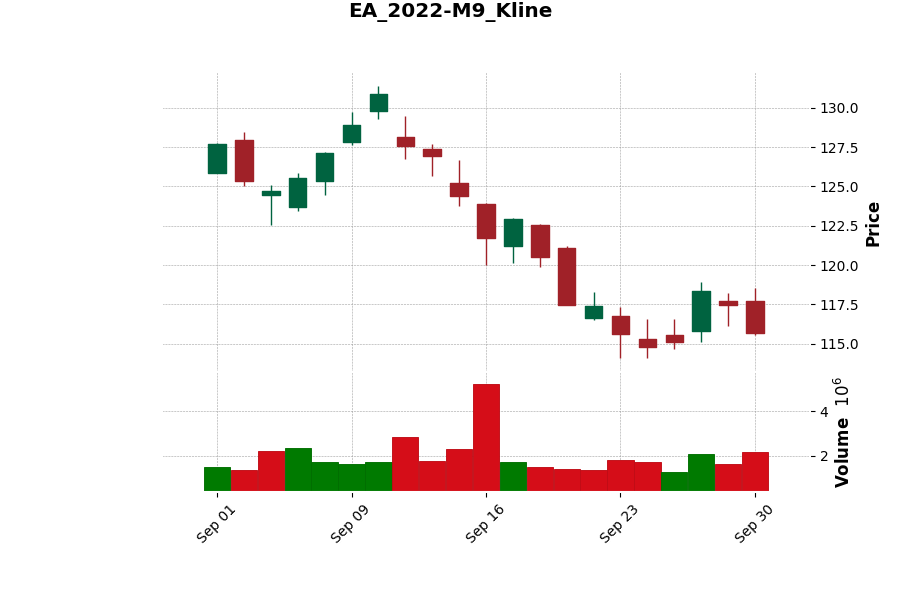 EA_2022-M9_Kline
130.0
127.5
125.0
122.5
120.0
117.5
115.0
Price
4
2
Volume 10^6
Sep 01
Sep 09
Sep 16
Sep 23
Sep 30